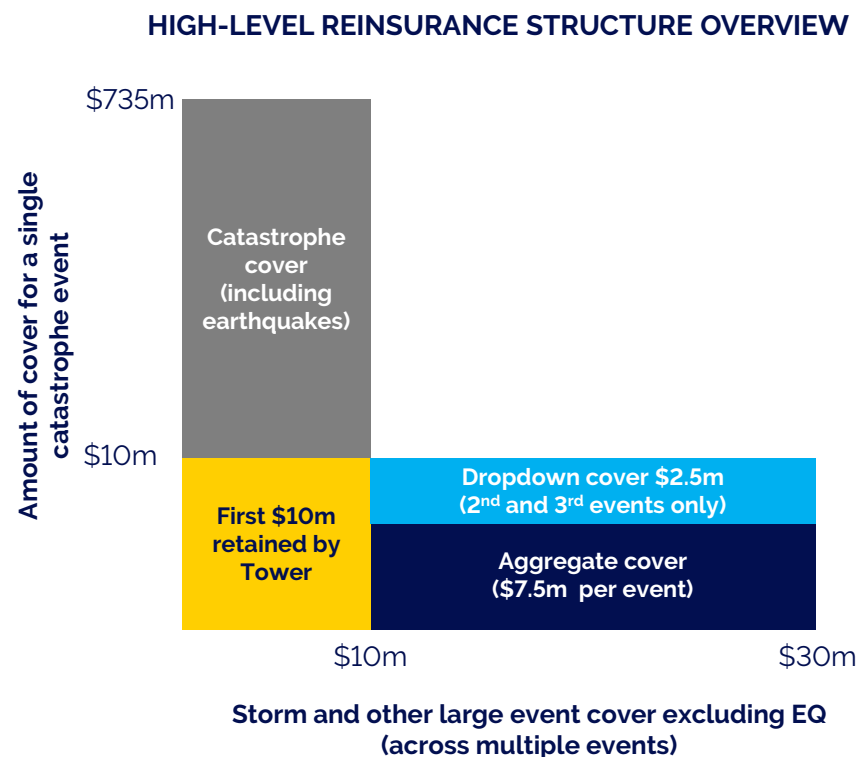 HIGH-LEVEL REINSURANCE STRUCTURE OVERVIEW
$735m
Amount of cover for a single
catastrophe event
Catastrophe
cover
(including
earthquakes)
$10m
First $10m
retained by
Tower
Dropdown cover $2.5m
(2nd and 3rd events only)
Aggregate cover
($7.5m per event)
$10m
$30m
Storm and other large event cover excluding EQ
(across multiple events)